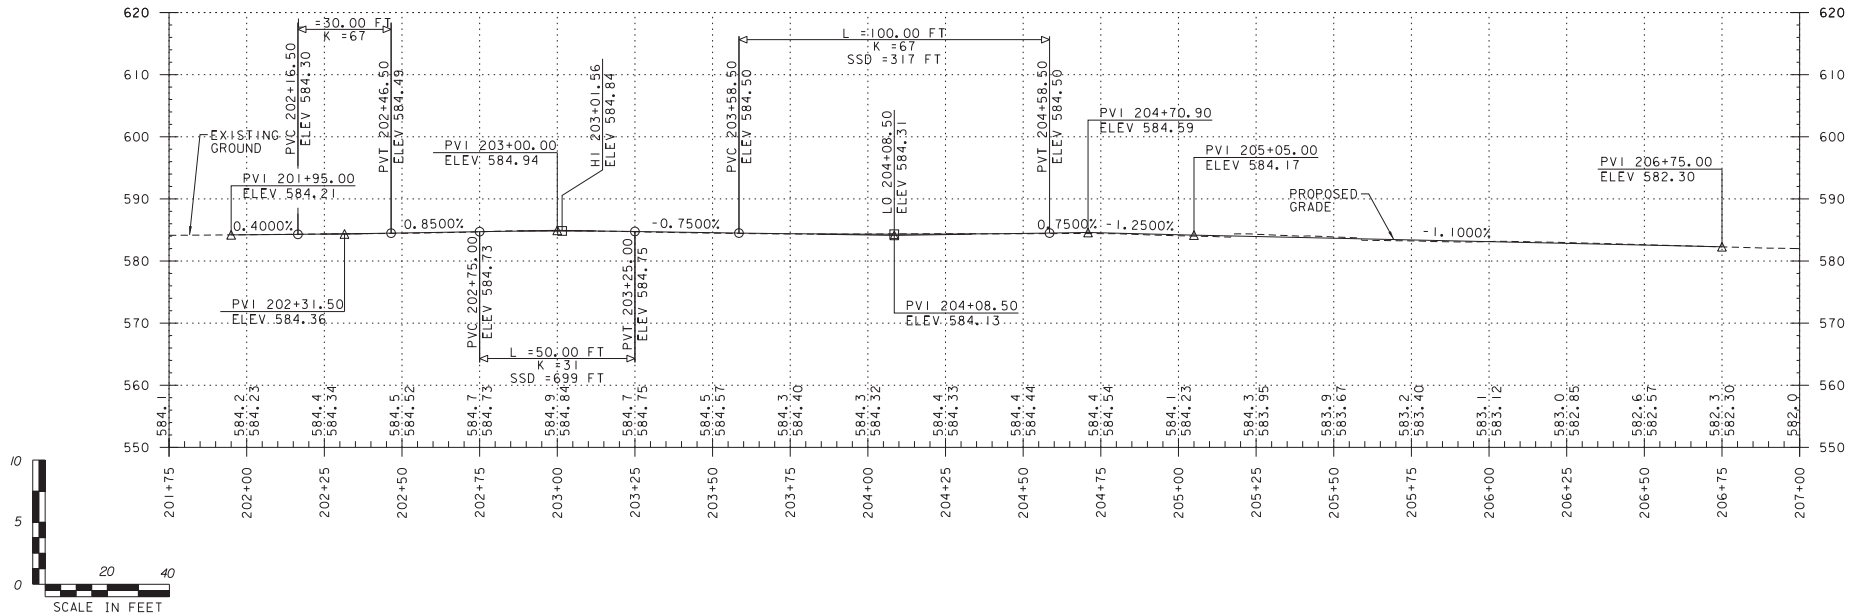 620
610
600
590
580
570
560
550
620
610
600
590
580
570
560
550
=30.00 FT
K =67
PVC 202+16.50
ELEV 584.30
PVT 202+46.50
ELEV 584.49
EXISTING
GROUND
PVI 201+95.00
ELEV 584.21
0.4000%
PVI 202+31.50
ELEV 584.36
0.8500%
PVI 203+00.00
ELEV 584.94
HI 203+01.56
ELEV 584.84
PVC 202+75.00
ELEV 584.73
PVT 203+25.00
ELEV 584.75
L =50.00 FT
K =31
SSD =699 FT
-0.7500%
L =100.00 FT
K =67
SSD =317 FT
PVC 203+58.50
ELEV 584.50
LO 204+08.50
ELEV 584.31
PVT 204+58.50
ELEV 584.50
PVI 204+08.50
ELEV 584.13
0.7500%
PVI 204+70.90
ELEV 584.59
-1.2500%
PVI 205+05.00
ELEV 584.17
PROPOSED
GRADE
-1.1000%
PVI 206+75.00
ELEV 582.30
584.1
584.2
584.23
584.4
584.34
584.5
584.52
584.7
584.73
584.9
584.84
584.7
584.75
584.5
584.57
584.3
584.40
584.3
584.32
584.4
584.33
584.4
584.44
584.4
584.54
584.1
584.23
584.3
583.95
583.9
583.67
583.2
583.40
583.1
583.12
583.0
582.85
582.6
582.57
582.3
582.30
582.0
201+75
202+00
202+25
202+50
202+75
203+00
203+25
203+50
203+75
204+00
204+25
204+50
204+75
205+00
205+25
205+50
205+75
206+00
206+25
206+50
206+75
207+00
10
5
0
20
40
SCALE IN FEET